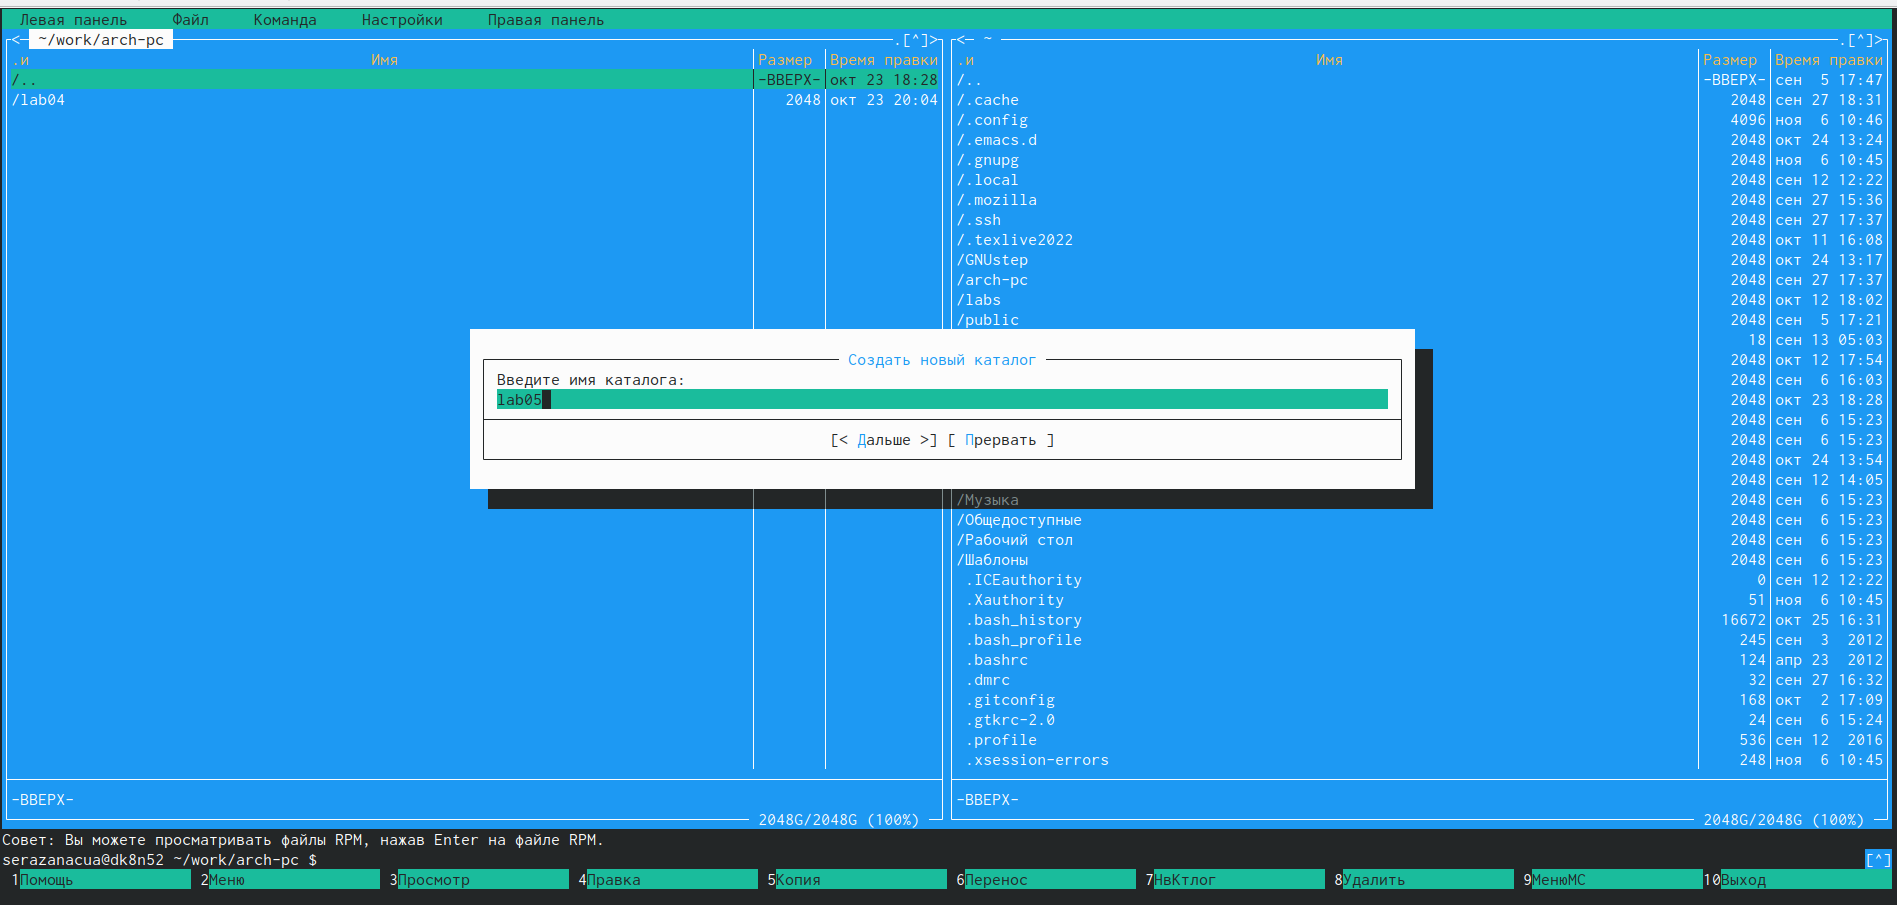 Левая панель Файл Команда Настройки Правая панель
<─ ~/work/arch-pc .[^]> <─ ~ .[^]>
.и Имя Размер Время правки .и Имя Размер Время правки
/.. -ВВЕРХ- окт 23 18:28 /.. -ВВЕРХ- сен 5 17:47
/lab04 2048 окт 23 20:04 /.cache 2048 сен 27 18:31
/.config 4096 ноя 6 10:46
/.emacs.d 2048 окт 24 13:24
/.gnupg 2048 ноя 6 10:45
/.local 2048 сен 12 12:22
/.mozilla 2048 сен 27 15:36
/.ssh 2048 сен 27 17:37
/.texlive2022 2048 окт 11 16:08
/GNUstep 2048 окт 24 13:17
/arch-pc 2048 сен 27 17:37
/labs 2048 окт 12 18:02
/public 2048 сен 5 17:21
18 сен 13 05:03
Создать новый каталог 2048 окт 12 17:54
Введите имя каталога: 2048 сен 6 16:03
lab05 2048 окт 23 18:28
2048 сен 6 15:23
[< Дальше >] [ Прервать ] 2048 сен 6 15:23
2048 окт 24 13:54
2048 сен 12 14:05
/Музыка 2048 сен 6 15:23
/Общедоступные 2048 сен 6 15:23
/Рабочий стол 2048 сен 6 15:23
/Шаблоны 2048 сен 6 15:23
.ICEauthority 0 сен 12 12:22
.Xauthority 51 ноя 6 10:45
.bash_history 16672 окт 25 16:31
.bash_profile 245 сен 3 2012
.bashrc 124 апр 23 2012
.dmrc 32 сен 27 16:32
.gitconfig 168 окт 2 17:09
.gtkrc-2.0 24 сен 6 15:24
.profile 536 сен 12 2016
.xsession-errors 248 ноя 6 10:45
-ВВЕРХ- -ВВЕРХ-
2048G/2048G (100%) 2048G/2048G (100%)
Совет: Вы можете просматривать файлы RPM, нажав Enter на файле RPM.
serazanacua@dk8n52 ~/work/arch-pc $ [^]
1Помощь 2Меню 3Просмотр 4Правка 5Копия 6Перенос 7НвКтлог 8Удалить 9МенюМС 10Выход